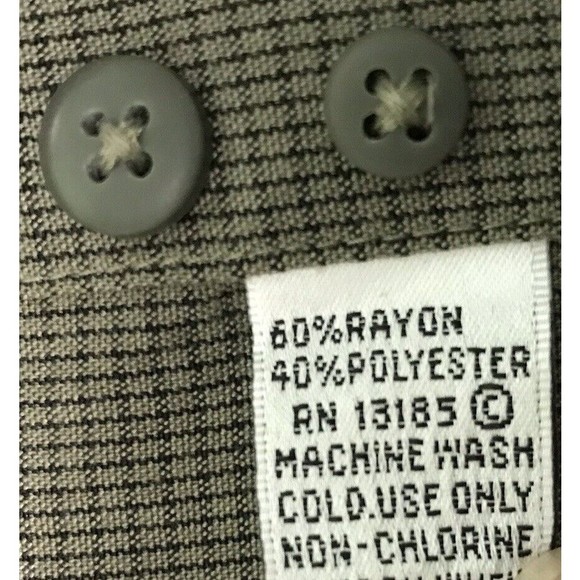 60%RAYON
40%POLYESTER
RN 13185 ©
MACHINE WASH
COLD.USE ONLY
NON-CHLORINE